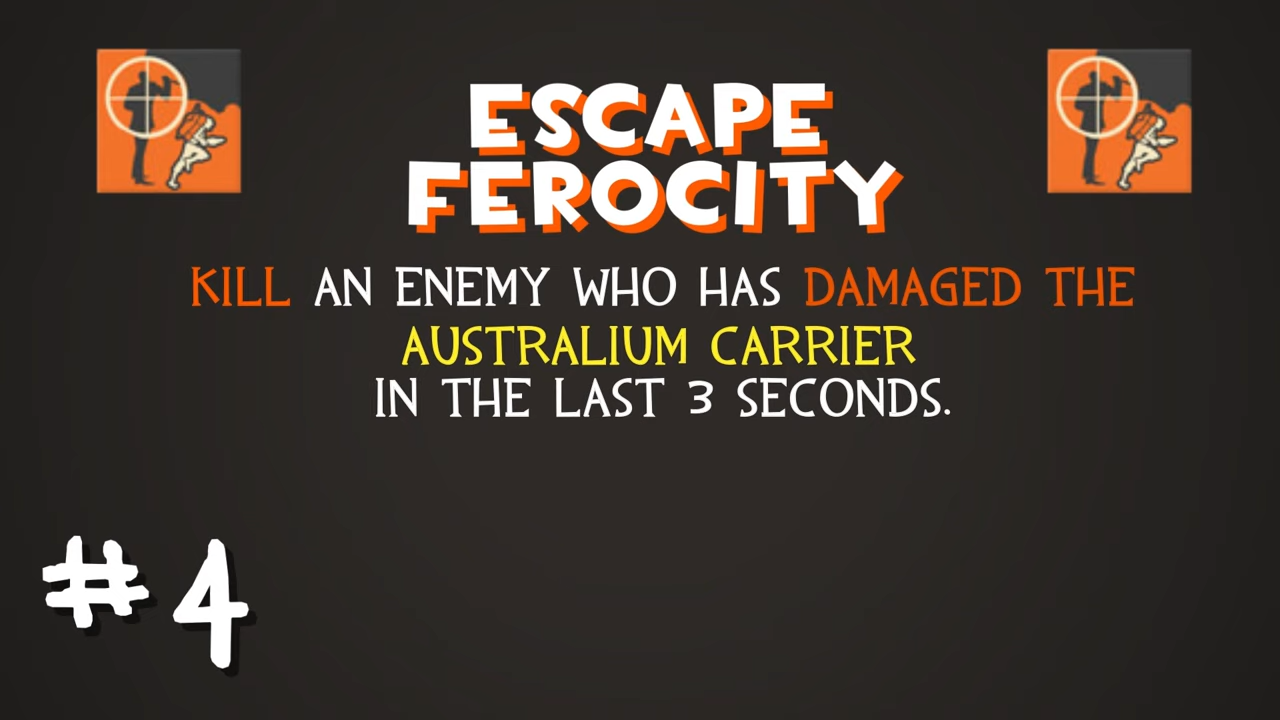 ESCAPE
FEROCITY
KILL AN ENEMY WHO HAS DAMAGED THE
AUSTRALIUM CARRIER
IN THE LAST 3 SECONDS.
#4